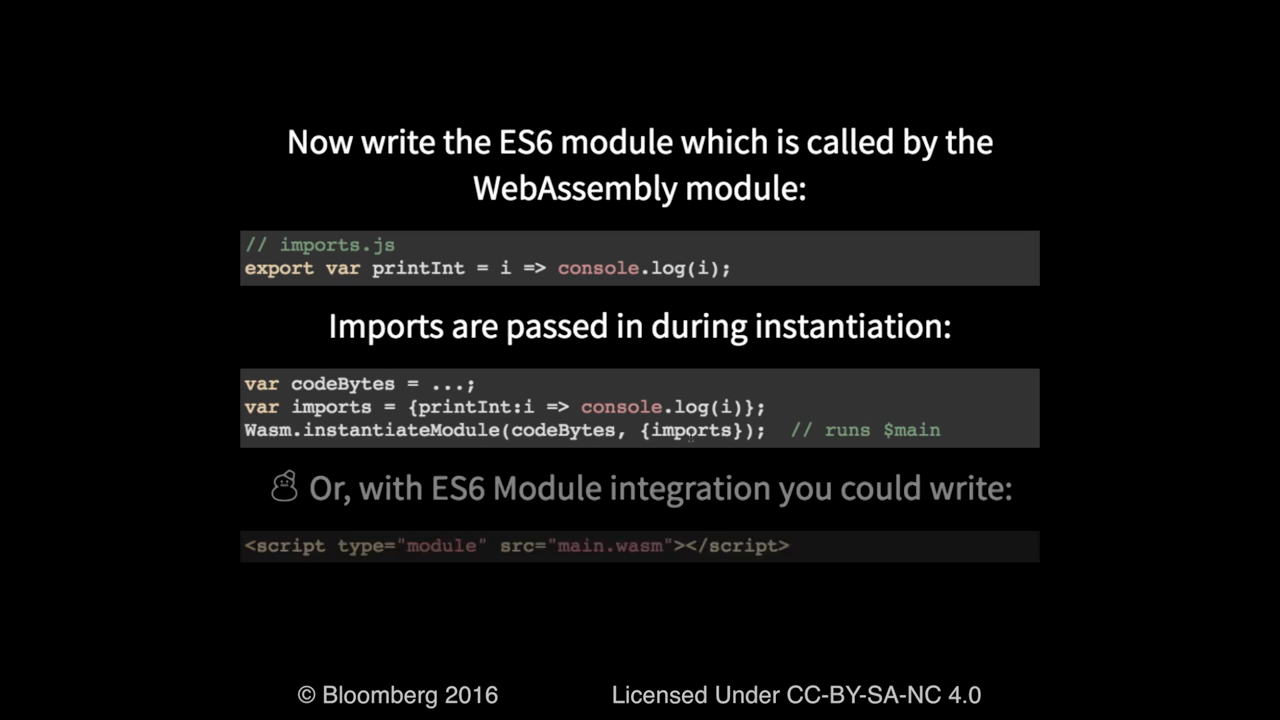 Now write the ES6 module which is called by the
WebAssembly module:
// imports.js
export var printInt = i => console.log(i);
Imports are passed in during instantiation:
var codeBytes = ...;
var imports = {printInt:i => console.log(i)};
Wasm.instantiateModule(codeBytes, {imports});  // runs $main
Or, with ES6 Module integration you could write:
<script type="module" src="main.wasm"></script>
© Bloomberg 2016 Licensed Under CC-BY-SA-NC 4.0